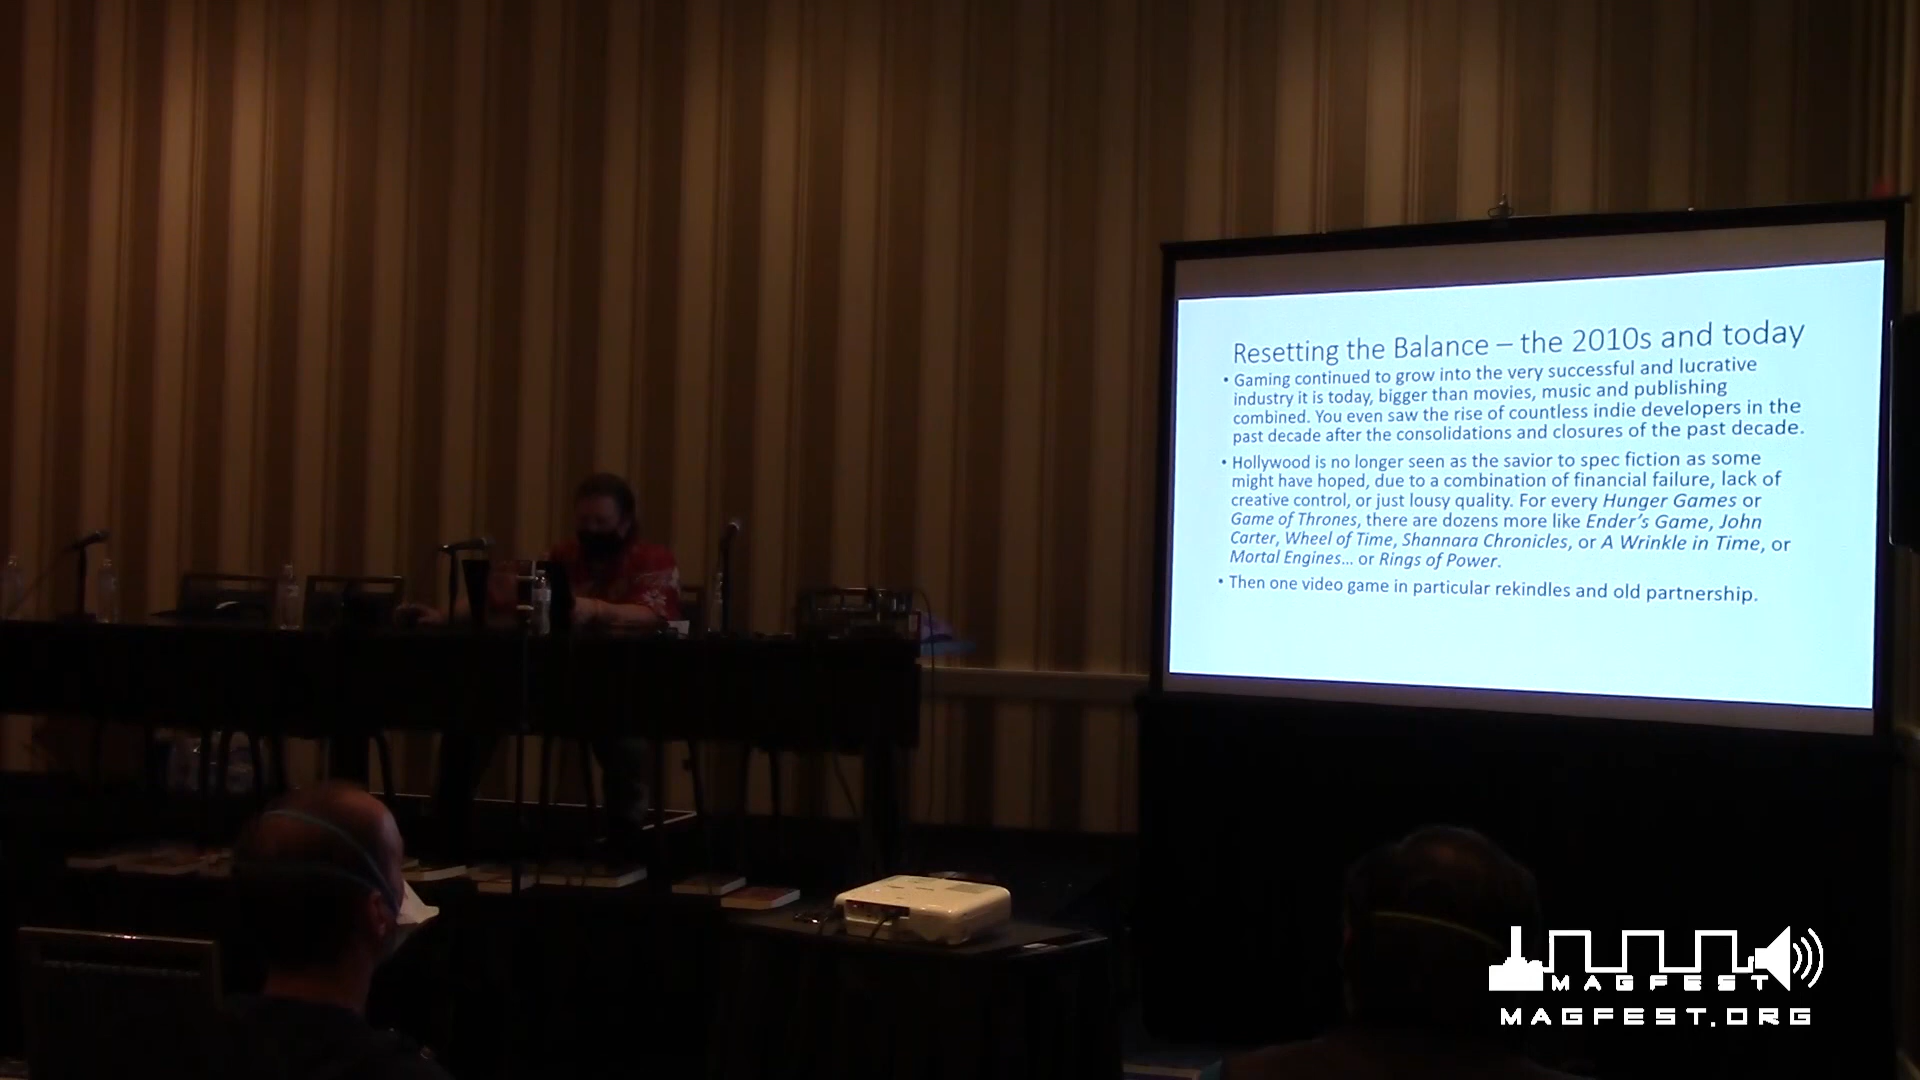 Resetting the Balance – the 2010s and today
• Gaming continued to grow into the very successful and lucrative
industry it is today, bigger than movies, music and publishing
combined. You even saw the rise of countless indie developers in the
past decade after the consolidations and closures of the past decade.
• Hollywood is no longer seen as the savior to spec fiction as some
might have hoped, due to a combination of financial failure, lack of
creative control, or just lousy quality. For every Hunger Games or
Game of Thrones, there are dozens more like Ender's Game, John
Carter, Wheel of Time, Shannara Chronicles, or A Wrinkle in Time, or
Mortal Engines... or Rings of Power.
• Then one video game in particular rekindles and old partnership.
MAGFEST
MAGFEST.ORG